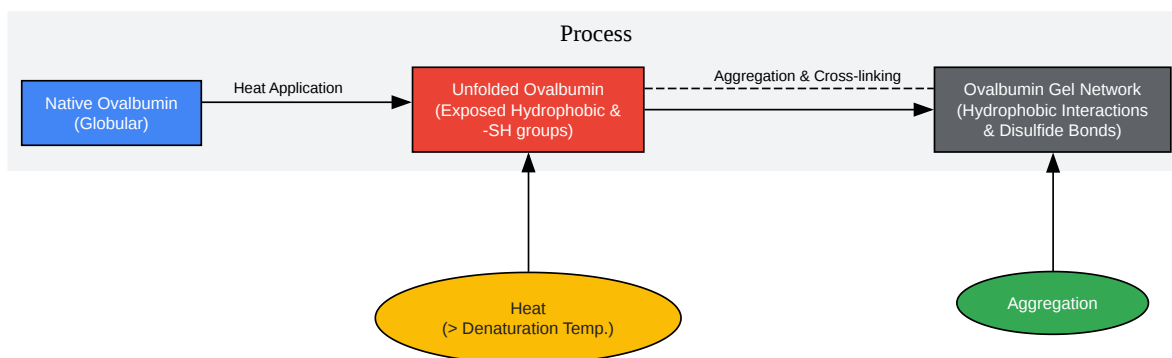 Process
Native Ovalbumin
(Globular)
Heat Application
Unfolded Ovalbumin
(Exposed Hydrophobic &
-SH groups)
Aggregation & Cross-linking
Ovalbumin Gel Network
(Hydrophobic Interactions
& Disulfide Bonds)
Heat
(> Denaturation Temp.)
Aggregation